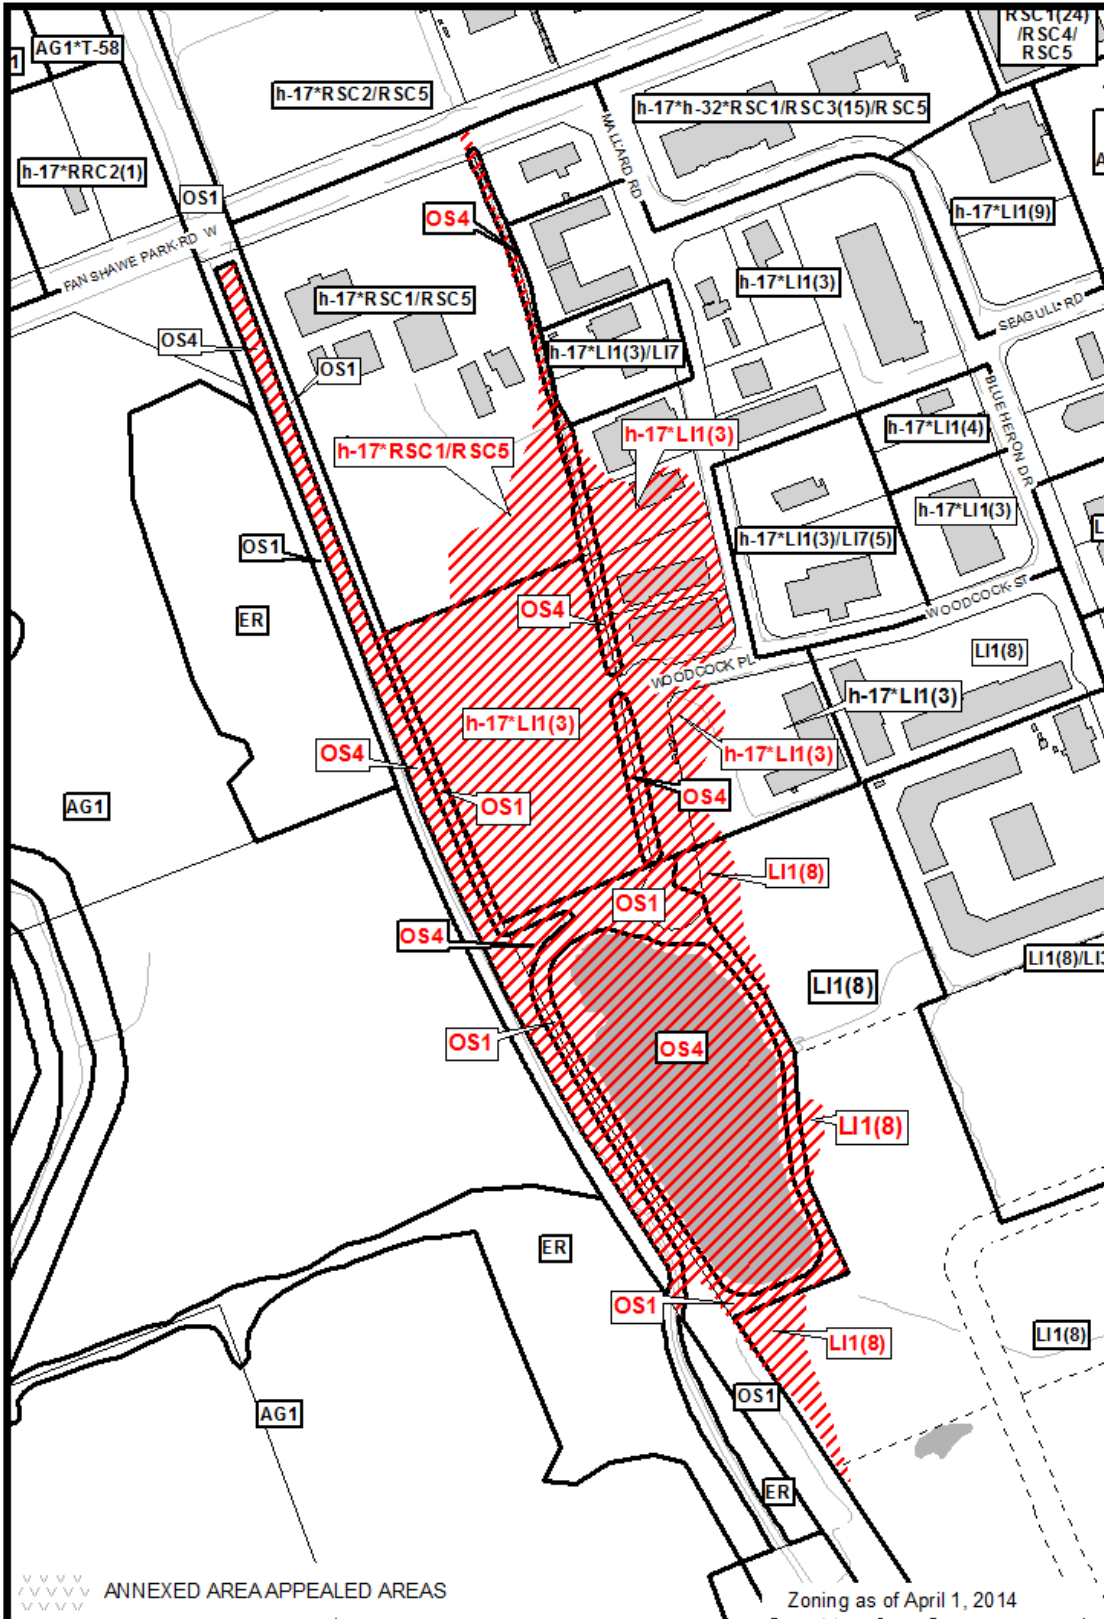 RSC1(24)
/RSC4/
RSC5
AG1*T-58
1
h-17*RSC2/RSC5
h-17*h-32*RSC1/RSC3(15)/RSC5
MALLARD RD
A
h-17*RRC2(1)
OS1
OS4
h-17*LI1(9)
FANSHAWE PARK RD W
h-17*RSC1/RSC5
h-17*LI1(3)
SEAGULL RD
OS4
OS1
h-17*LI1(3)/LI7
BLUE HERON DR
h-17*LI1(4)
h-17*RSC1/RSC5
h-17*LI1(3)
h-17*LI1(3)
L
OS1
h-17*LI1(3)/LI7(5)
ER
OS4
WOODCOCK ST
LI1(8)
WOODCOCK PL
h-17*LI1(3)
h-17*LI1(3)
OS4
h-17*LI1(3)
AG1
OS1
OS4
LI1(8)
OS1
OS4
LI1(8)/LI3
LI1(8)
OS1
OS4
LI1(8)
ER
OS1
LI1(8)
LI1(8)
OS1
AG1
ER
ANNEXED AREA APPEALED AREAS
Zoning as of April 1, 2014